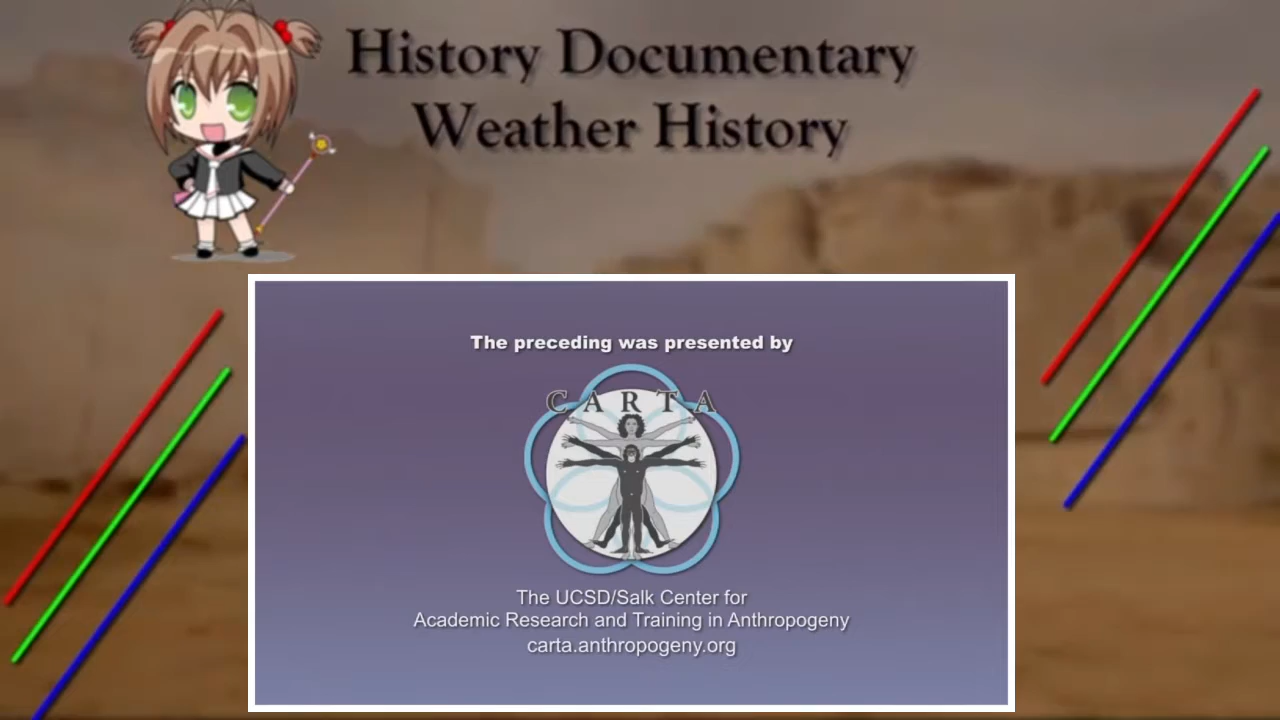 History Documentary
Weather History
The preceding was presented by
CARTA
The UCSD/Salk Center for
Academic Research and Training in Anthropogeny
carta.anthropogeny.org